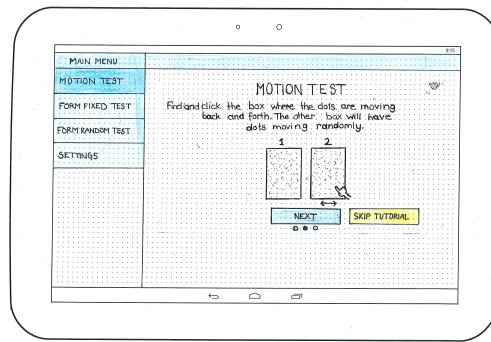 9:15
MAIN MENU
MOTION TEST
FORM FIXED TEST
FORM RANDOM TEST
SETTINGS
MOTION TEST
Find and click the box where the dots are moving
back and forth. The other box will have
dots moving randomly.
1 2
NEXT
SKIP TUTORIAL